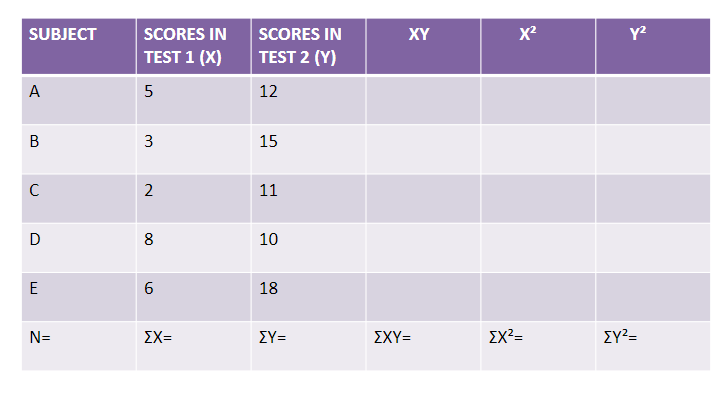 SUBJECT SCORES IN TEST 1 (X) SCORES IN TEST 2 (Y) XY X² Y²
A 5 12
B 3 15
C 2 11
D 8 10
E 6 18
N= ΣX= ΣY= ΣXY= ΣX²= ΣY²=